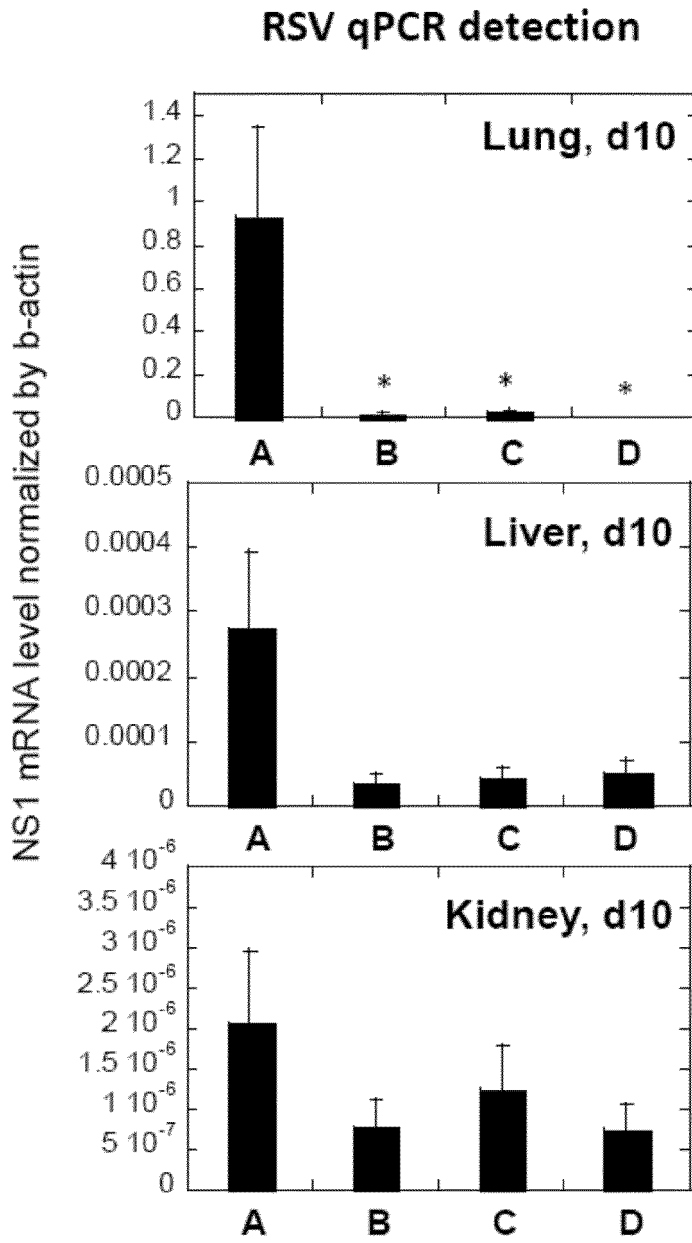 RSV qPCR detection
NS1 mRNA level normalized by b-actin
Lung, d10
1.4
1.2
1
0.8
0.6
0.4
0.2
0
* * *
A B C D
Liver, d10
0.0005
0.0004
0.0003
0.0002
0.0001
0
A B C D
Kidney, d10
4 10⁻⁶
3.5 10⁻⁶
3 10⁻⁶
2.5 10⁻⁶
2 10⁻⁶
1.5 10⁻⁶
1 10⁻⁶
5 10⁻⁷
0
A B C D